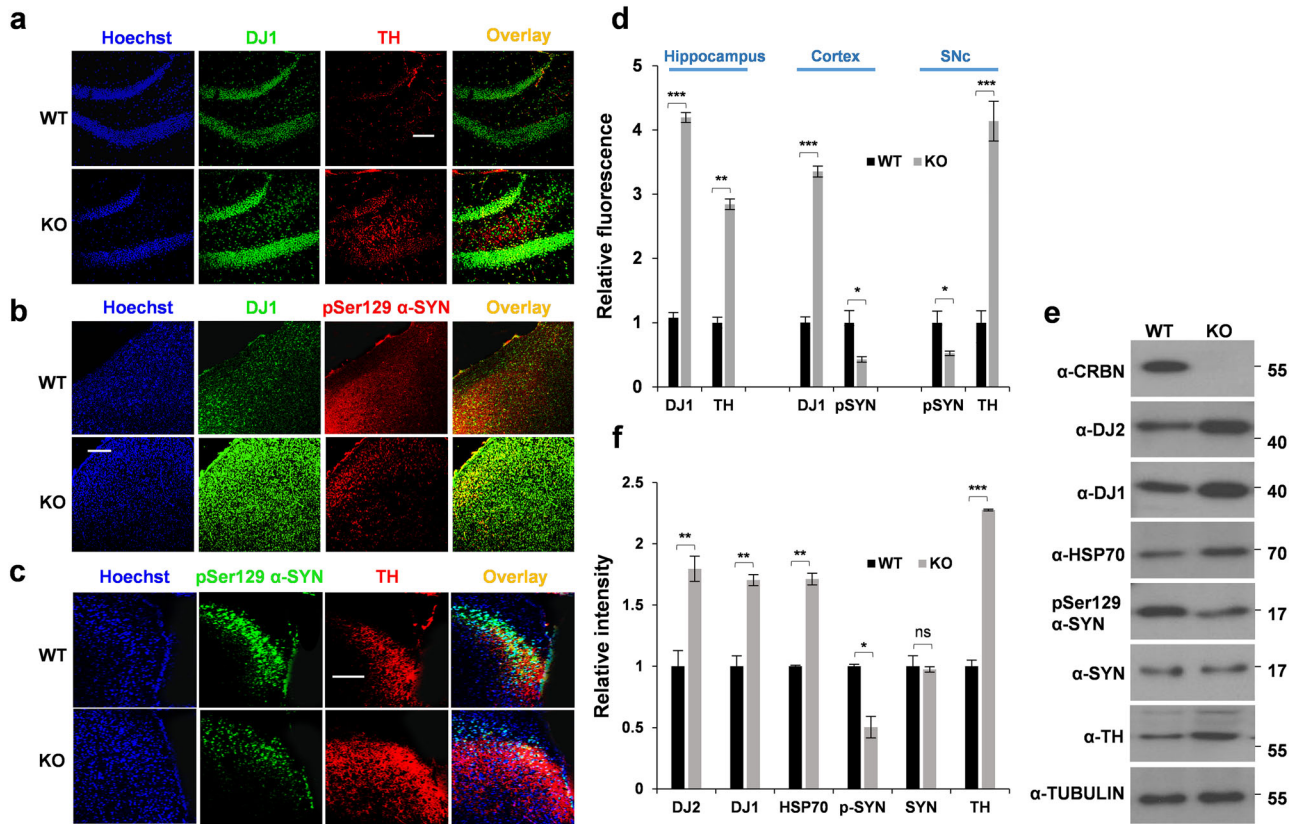 a
Hoechst DJ1 TH Overlay
WT
KO
b
Hoechst DJ1 pSer129 α-SYN Overlay
WT
KO
c
Hoechst pSer129 α-SYN TH Overlay
WT
KO
d
Hippocampus Cortex SNc
Relative fluorescence
5
4
3
2
1
0
*** ** *** * * ***
WT KO
DJ1 TH DJ1 pSYN pSYN TH
e
WT KO
α-CRBN 55
α-DJ2 40
α-DJ1 40
α-HSP70 70
pSer129
α-SYN 17
α-SYN 17
α-TH 55
α-TUBULIN 55
f
Relative intensity
2.5
2
1.5
1
0.5
0
** ** ** * ns ***
WT KO
DJ2 DJ1 HSP70 p-SYN SYN TH